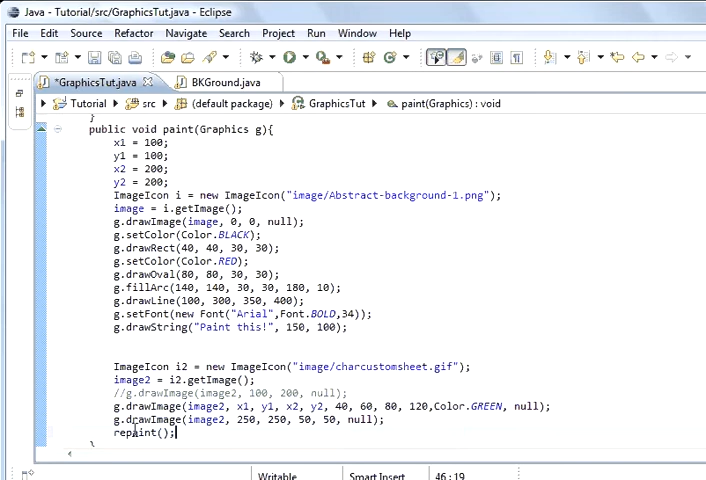 Java - Tutorial/src/GraphicsTut.java - Eclipse
File Edit Source Refactor Navigate Search Project Run Window Help
*GraphicsTut.java BKGround.java
Tutorial src (default package) GraphicsTut paint(Graphics) : void
}
public void paint(Graphics g){
x1 = 100;
y1 = 100;
x2 = 200;
y2 = 200;
ImageIcon i = new ImageIcon("image/Abstract-background-1.png");
image = i.getImage();
g.drawImage(image, 0, 0, null);
g.setColor(Color.BLACK);
g.drawRect(40, 40, 30, 30);
g.setColor(Color.RED);
g.drawOval(80, 80, 30, 30);
g.fillArc(140, 140, 30, 30, 180, 10);
g.drawLine(100, 300, 350, 400);
g.setFont(new Font("Arial",Font.BOLD,34));
g.drawString("Paint this!", 150, 100);
ImageIcon i2 = new ImageIcon("image/charcustomsheet.gif");
image2 = i2.getImage();
//g.drawImage(image2, 100, 200, null);
g.drawImage(image2, x1, y1, x2, y2, 40, 60, 80, 120,Color.GREEN, null);
g.drawImage(image2, 250, 250, 50, 50, null);
repaint();
}
Writable Smart Insert 46:19